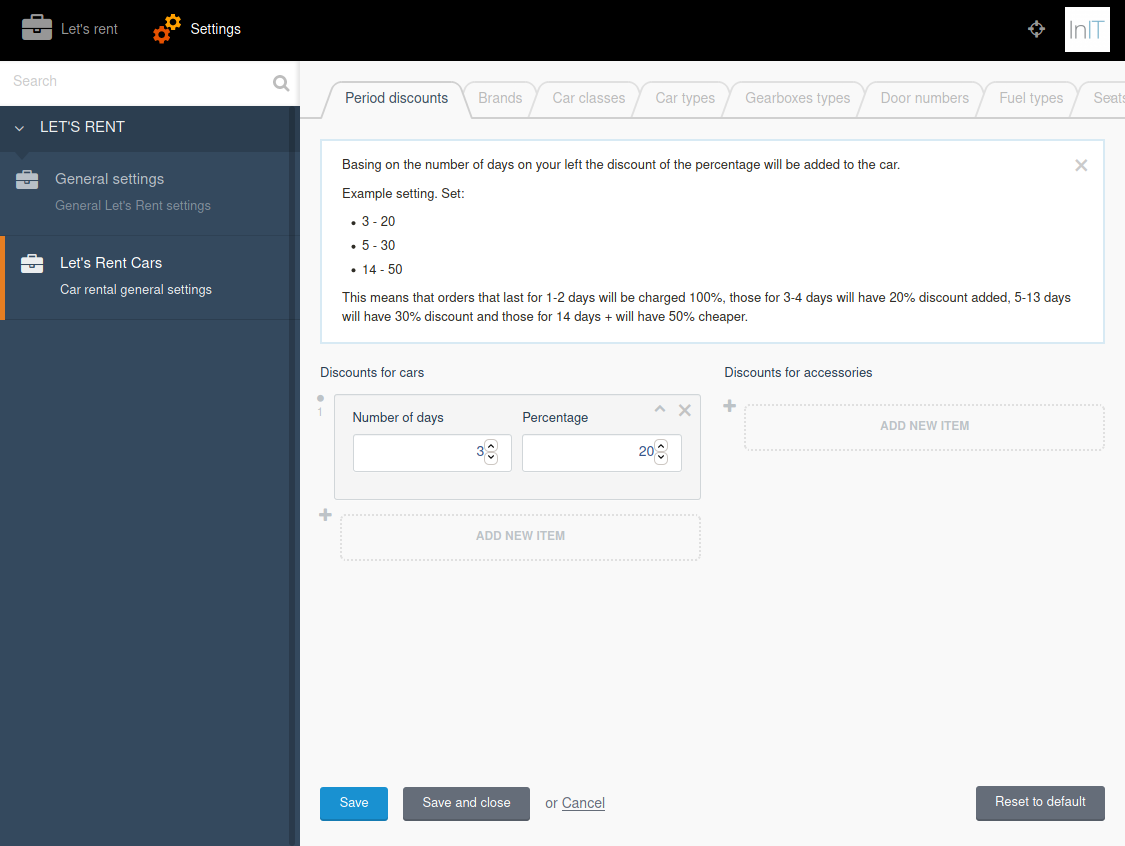 Let's rent
Settings
InIT
Search
LET'S RENT
General settings
General Let's Rent settings
Let's Rent Cars
Car rental general settings
Period discounts
Brands
Car classes
Car types
Gearboxes types
Door numbers
Fuel types
Seats
Basing on the number of days on your left the discount of the percentage will be added to the car.
Example setting. Set:
• 3 - 20
• 5 - 30
• 14 - 50
This means that orders that last for 1-2 days will be charged 100%, those for 3-4 days will have 20% discount added, 5-13 days
will have 30% discount and those for 14 days + will have 50% cheaper.
Discounts for cars
1
Number of days
Percentage
3
20
ADD NEW ITEM
Discounts for accessories
ADD NEW ITEM
Save
Save and close
or Cancel
Reset to default